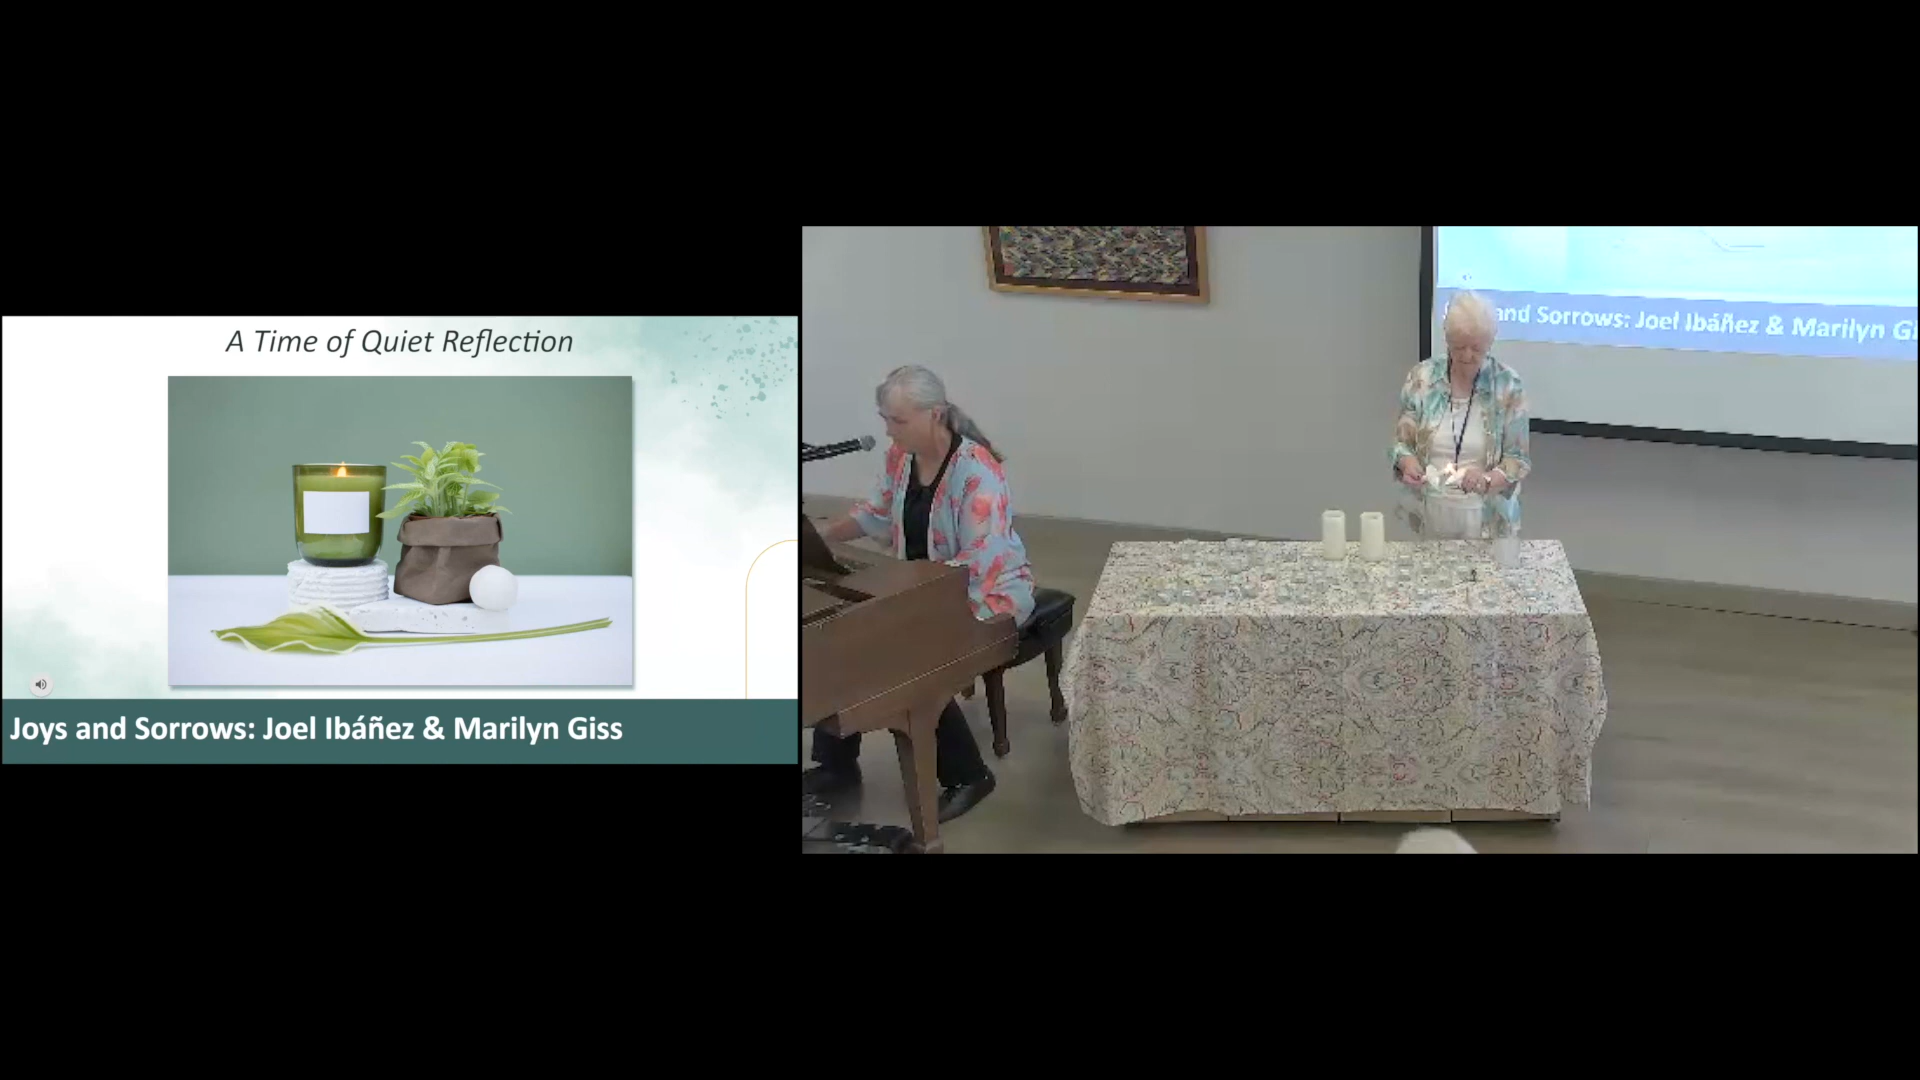 A Time of Quiet Reflection
Joys and Sorrows: Joel Ibáñez & Marilyn Giss
and Sorrows: Joel Ibáñez & Marilyn Gi